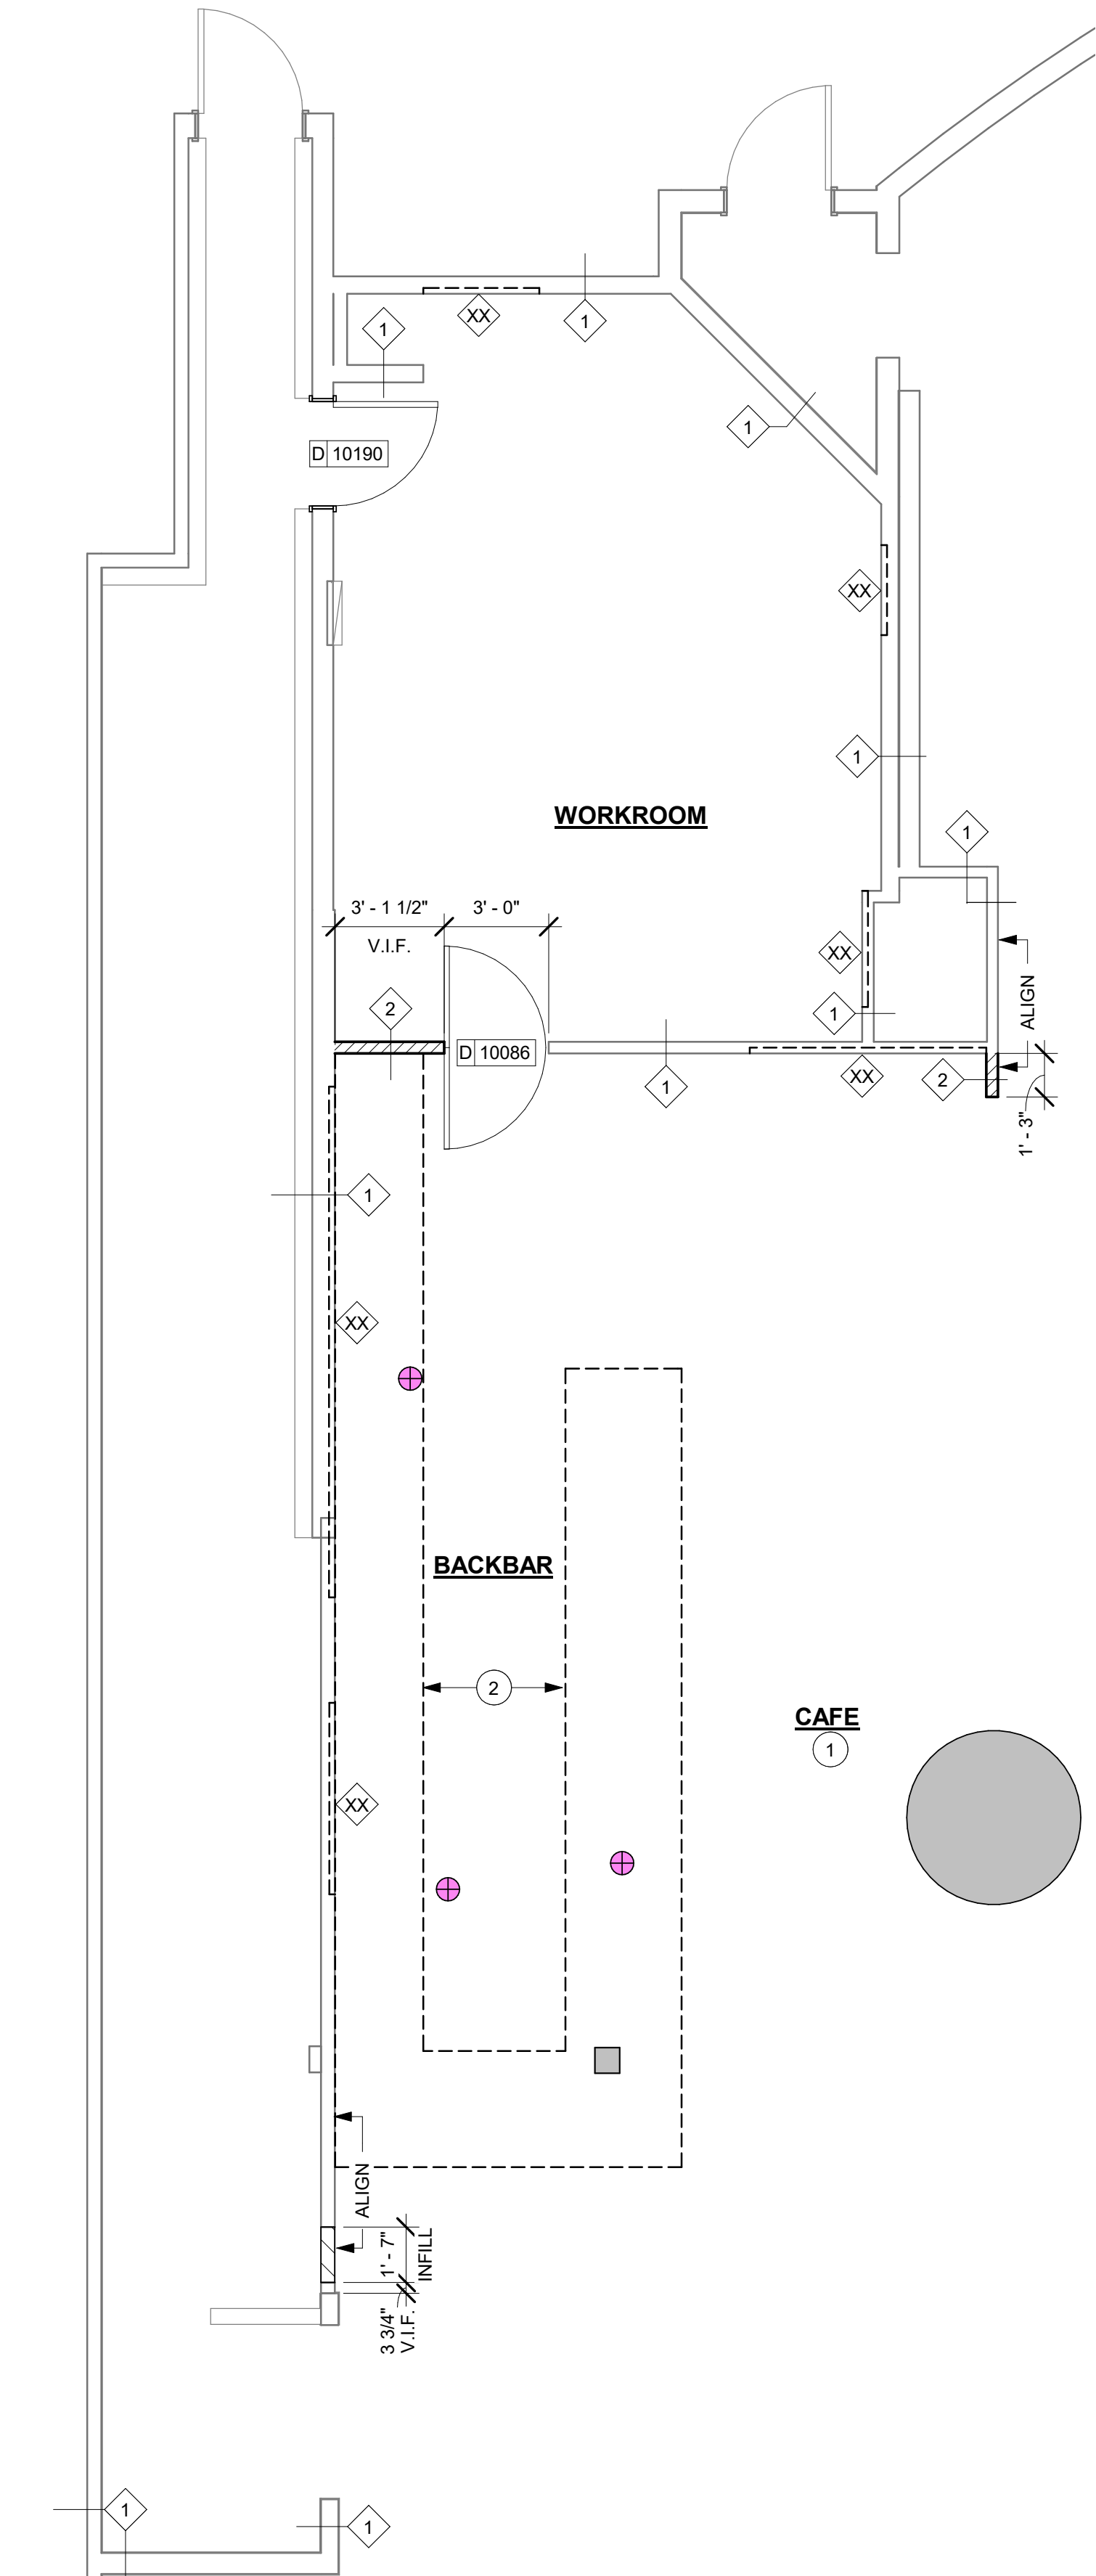 XX
1
1
1
D 10190
XX
1
WORKROOM
1
3' - 1 1/2"
3' - 0"
V.I.F.
XX
ALIGN
2
1
D 10086
1
XX
2
1' - 3"
1
XX
BACKBAR
2
CAFE
1
XX
ALIGN
1' - 7"
INFILL
3 3/4"
V.I.F.
1
1